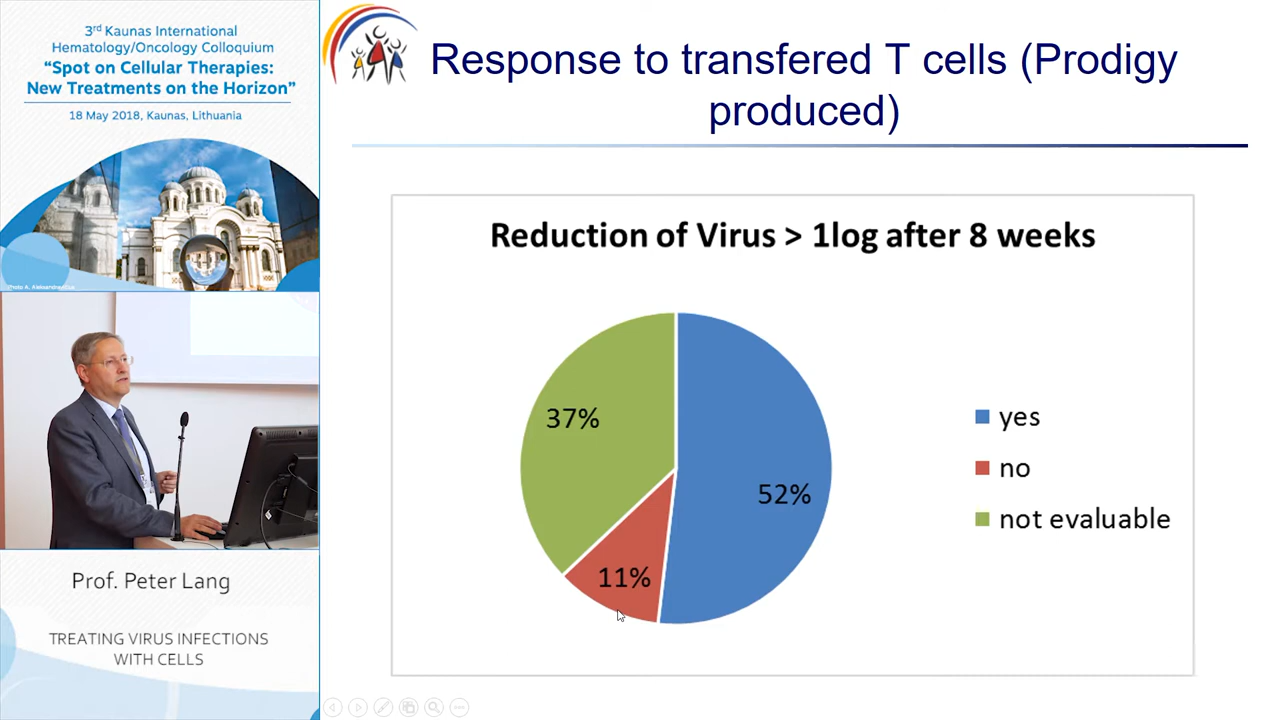 3rd Kaunas International
Hematology/Oncology Colloquium
“Spot on Cellular Therapies:
New Treatments on the Horizon”
18 May 2018, Kaunas, Lithuania
Prof. Peter Lang
TREATING VIRUS INFECTIONS
WITH CELLS
Response to transfered T cells (Prodigy
produced)
Reduction of Virus > 1log after 8 weeks
37%
52%
11%
yes
no
not evaluable